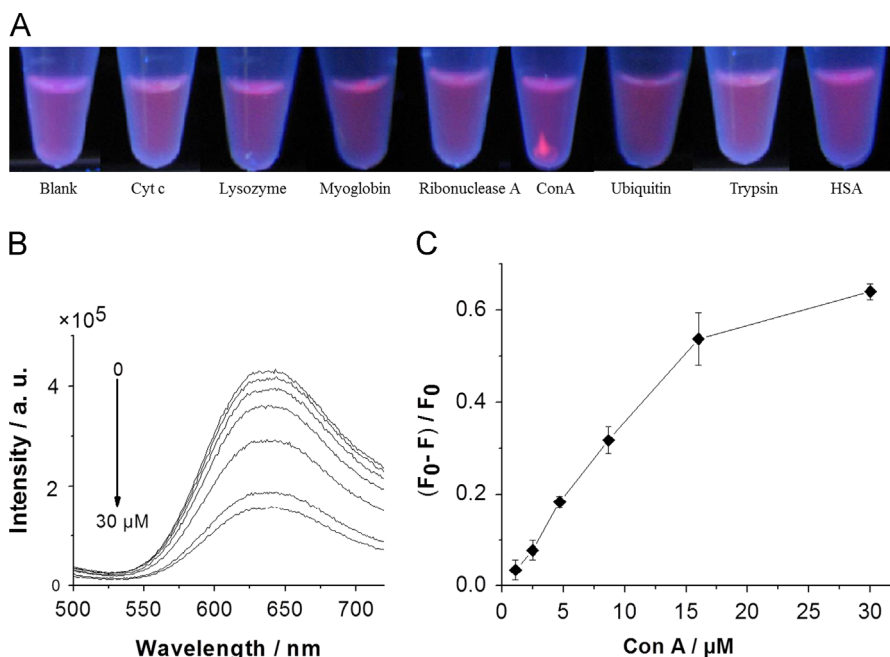 A
Blank Cyt c Lysozyme Myoglobin Ribonuclease A ConA Ubiquitin Trypsin HSA
B
×10⁵
Intensity / a. u.
4
2
0
0
30 µM
500 550 600 650 700
Wavelength / nm
C
(F₀- F) / F₀
0.6
0.4
0.2
0.0
0 5 10 15 20 25 30
Con A / µM